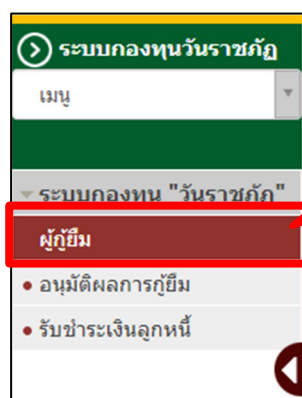 ระบบกองทุนวันราชภัฏ
เมนู
ระบบกองทุน "วันราชภัฏ"
ผู้กู้ยืม
อนุมัติผลการกู้ยืม
รับชำระเงินลูกหนี้